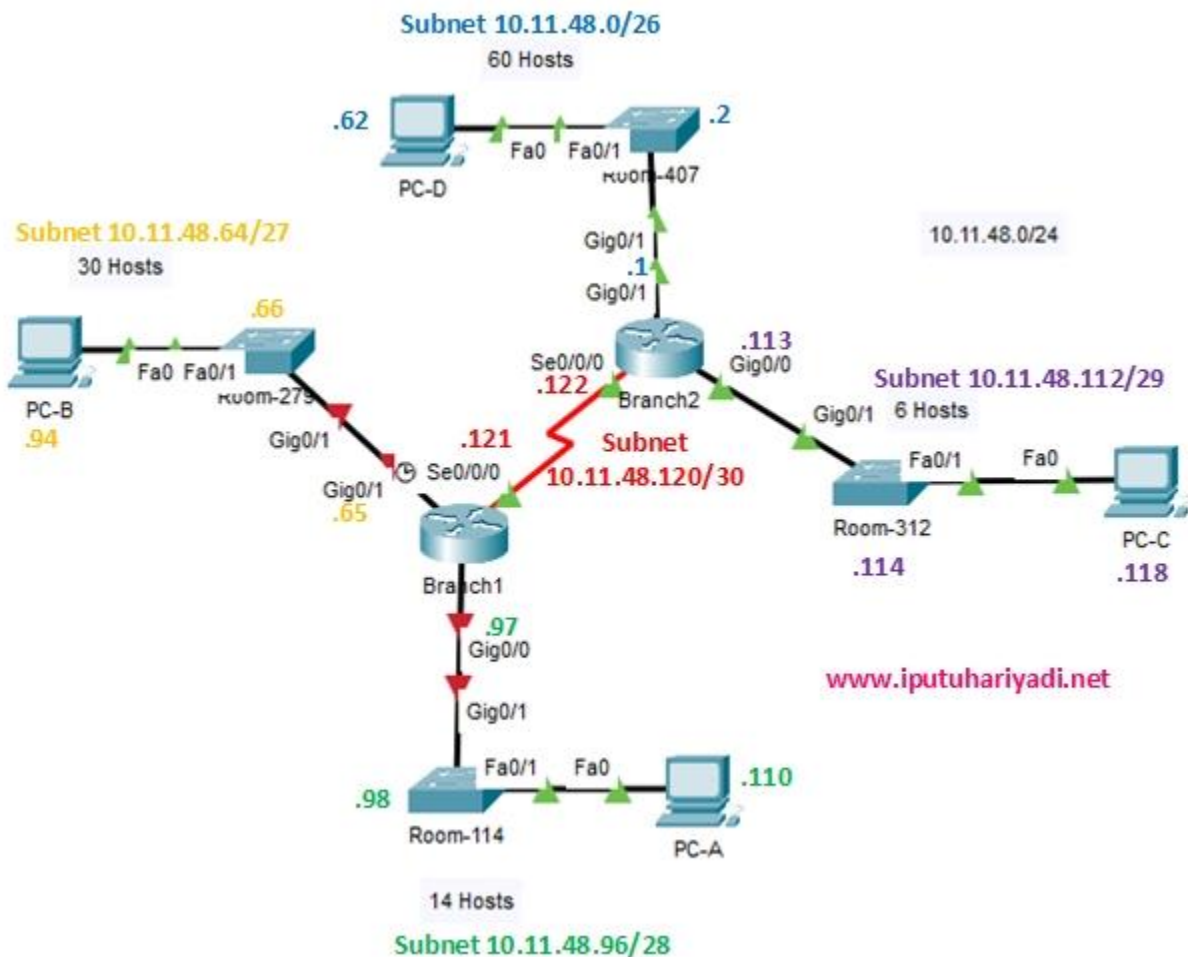 Subnet 10.11.48.0/26
60 Hosts
.62
.2
Fa0
Fa0/1
Room-407
PC-D
Subnet 10.11.48.64/27
30 Hosts
Gig0/1
10.11.48.0/24
.1
Gig0/1
.66
.113
Se0/0/0
Gig0/0
Fa0
Fa0/1
Room-279
PC-B
.94
.122
Branch2
Subnet 10.11.48.112/29
6 Hosts
Gig0/1
Gig0/1
.121
Subnet
10.11.48.120/30
Se0/0/0
Gig0/1
.65
Fa0/1
Fa0
Room-312
PC-C
.114
.118
Branch1
.97
Gig0/0
www.iputuhariyadi.net
Gig0/1
Fa0/1
Fa0
.98
.110
Room-114
PC-A
14 Hosts
Subnet 10.11.48.96/28